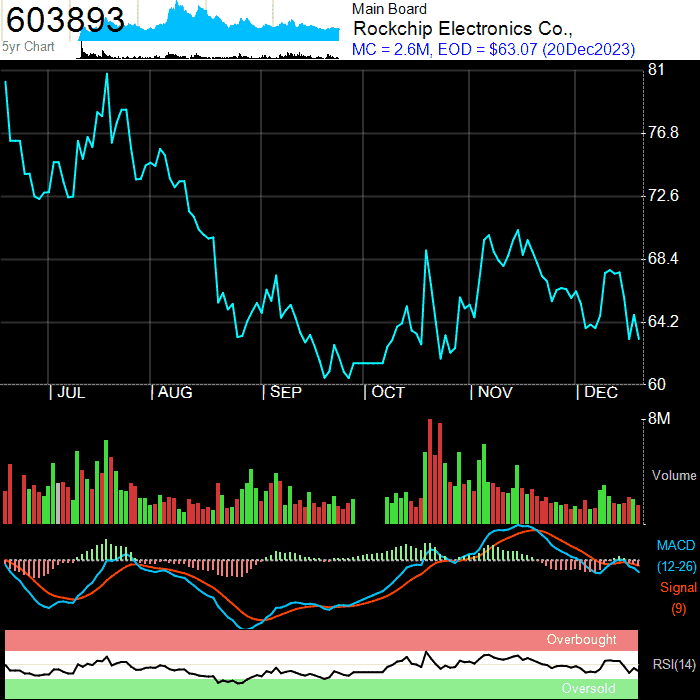 603893
5yr Chart
Main Board
Rockchip Electronics Co.,
MC = 2.6M, EOD = $63.07 (20Dec2023)
81
76.8
72.6
68.4
64.2
60
JUL AUG SEP OCT NOV DEC
8M
Volume
MACD
(12-26)
Signal
(9)
Overbought
RSI(14)
Oversold